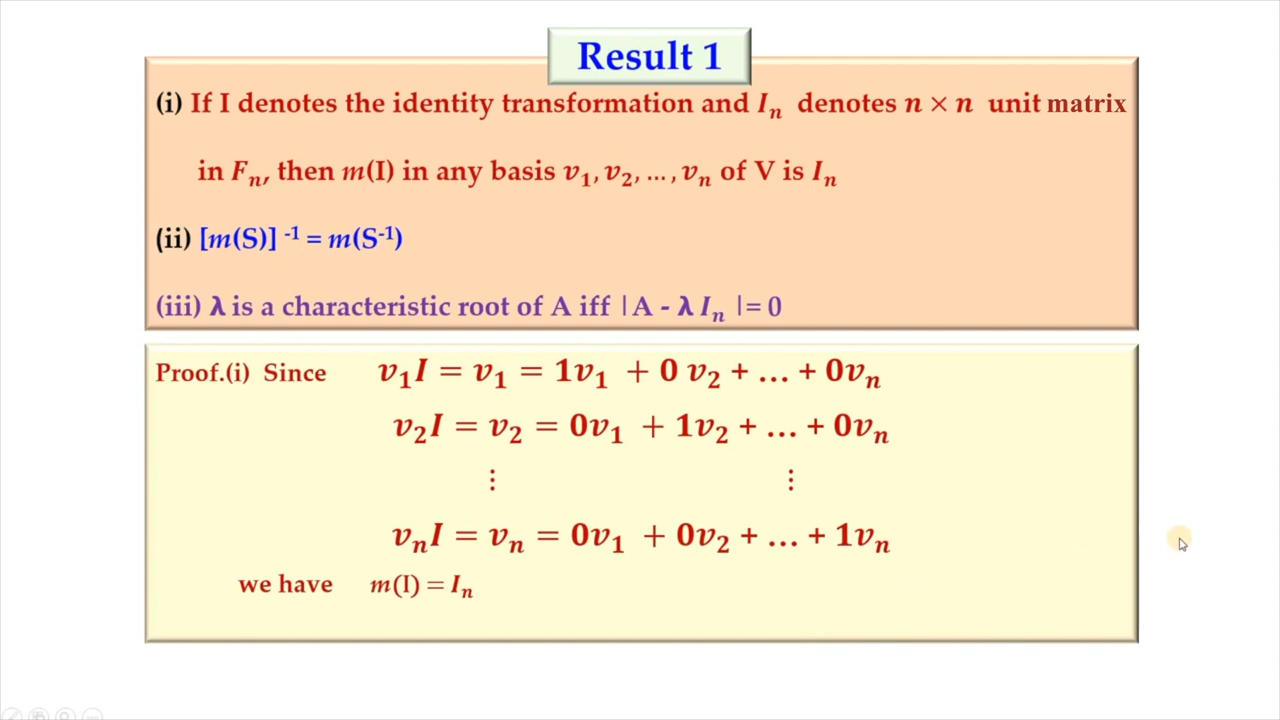 Result 1
(i) If I denotes the identity transformation and Iₙ denotes n × n unit matrix
in Fₙ, then m(I) in any basis v₁, v₂, …, vₙ of V is Iₙ
(ii) [m(S)] ⁻¹ = m(S⁻¹)
(iii) λ is a characteristic root of A iff |A - λ Iₙ |= 0
Proof.(i) Since v₁I = v₁ = 1v₁ + 0 v₂ + … + 0vₙ
v₂I = v₂ = 0v₁ + 1v₂ + … + 0vₙ
⋮ ⋮
vₙI = vₙ = 0v₁ + 0v₂ + … + 1vₙ
we have m(I) = Iₙ